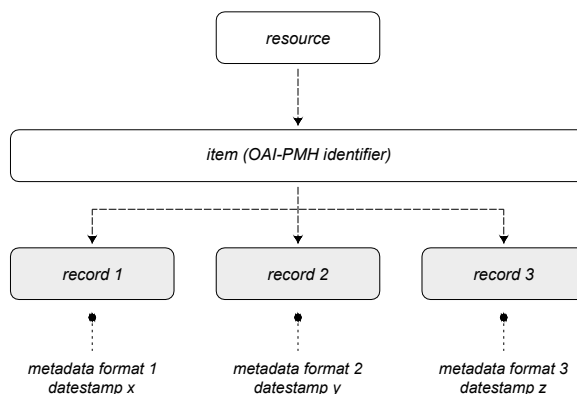 resource
item (OAI-PMH identifier)
record 1
record 2
record 3
metadata format 1
datestamp x
metadata format 2
datestamp y
metadata format 3
datestamp z